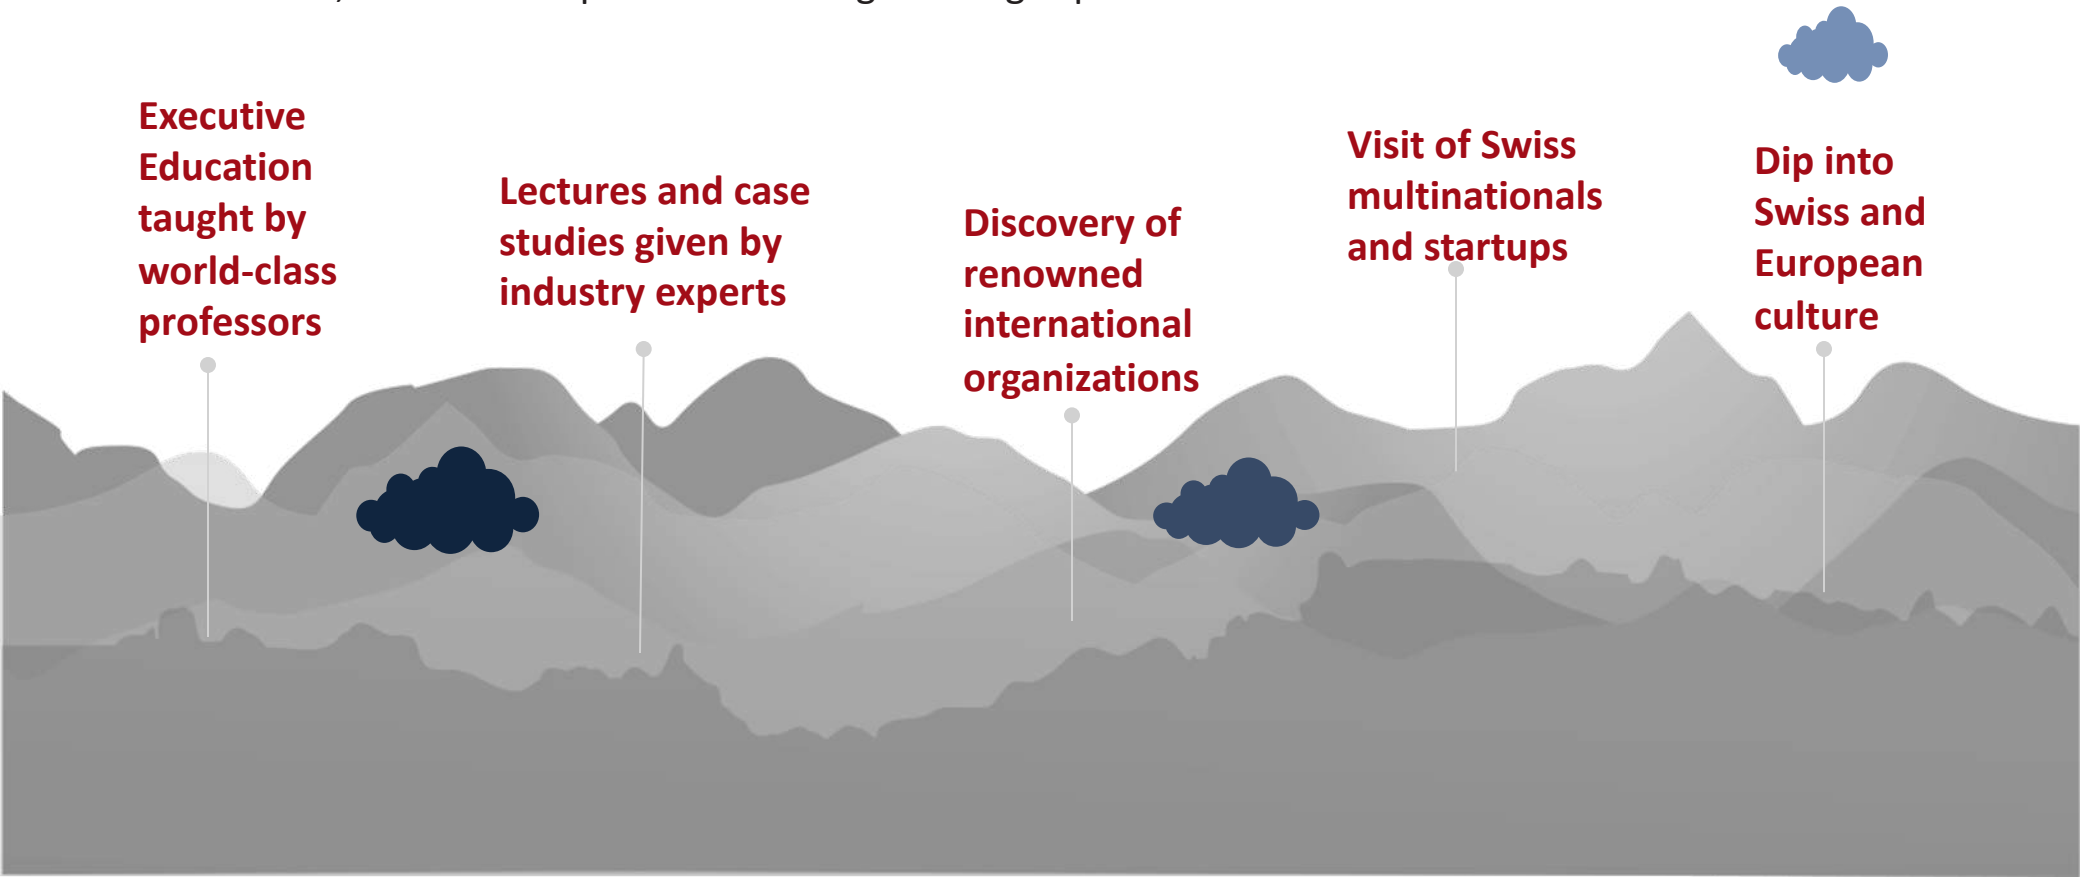 Executive
Education
taught by
world-class
professors
Lectures and case
studies given by
industry experts
Discovery of
renowned
international
organizations
Visit of Swiss
multinationals
and startups
Dip into
Swiss and
European
culture